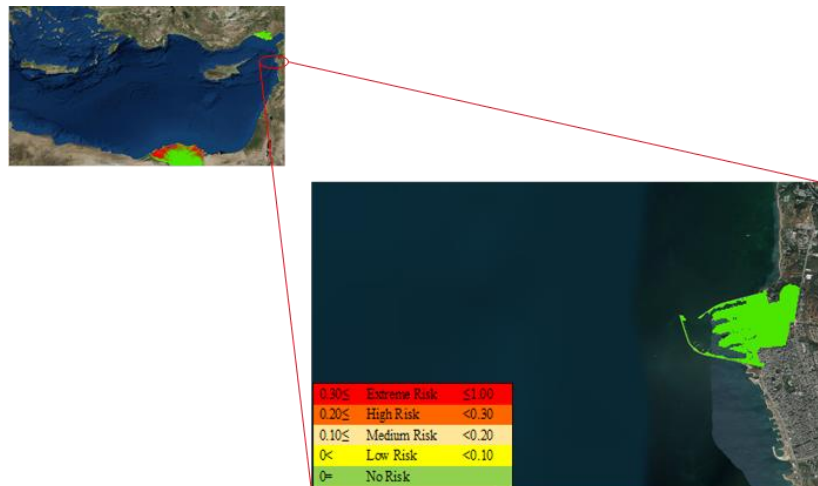 0.30≤ Extreme Risk ≤1.00
0.20≤ High Risk <0.30
0.10≤ Medium Risk <0.20
0< Low Risk <0.10
0= No Risk